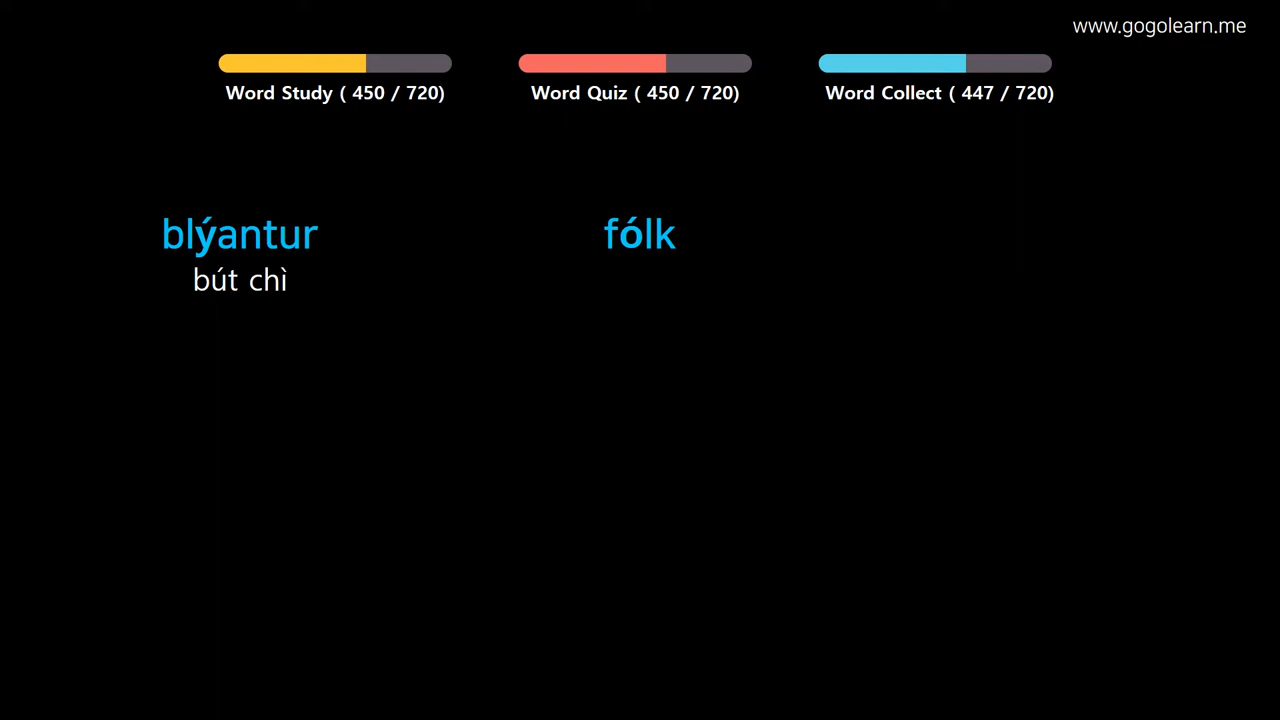 www.gogolearn.me
Word Study ( 450 / 720)
Word Quiz ( 450 / 720)
Word Collect ( 447 / 720)
blýantur
bút chì
fólk